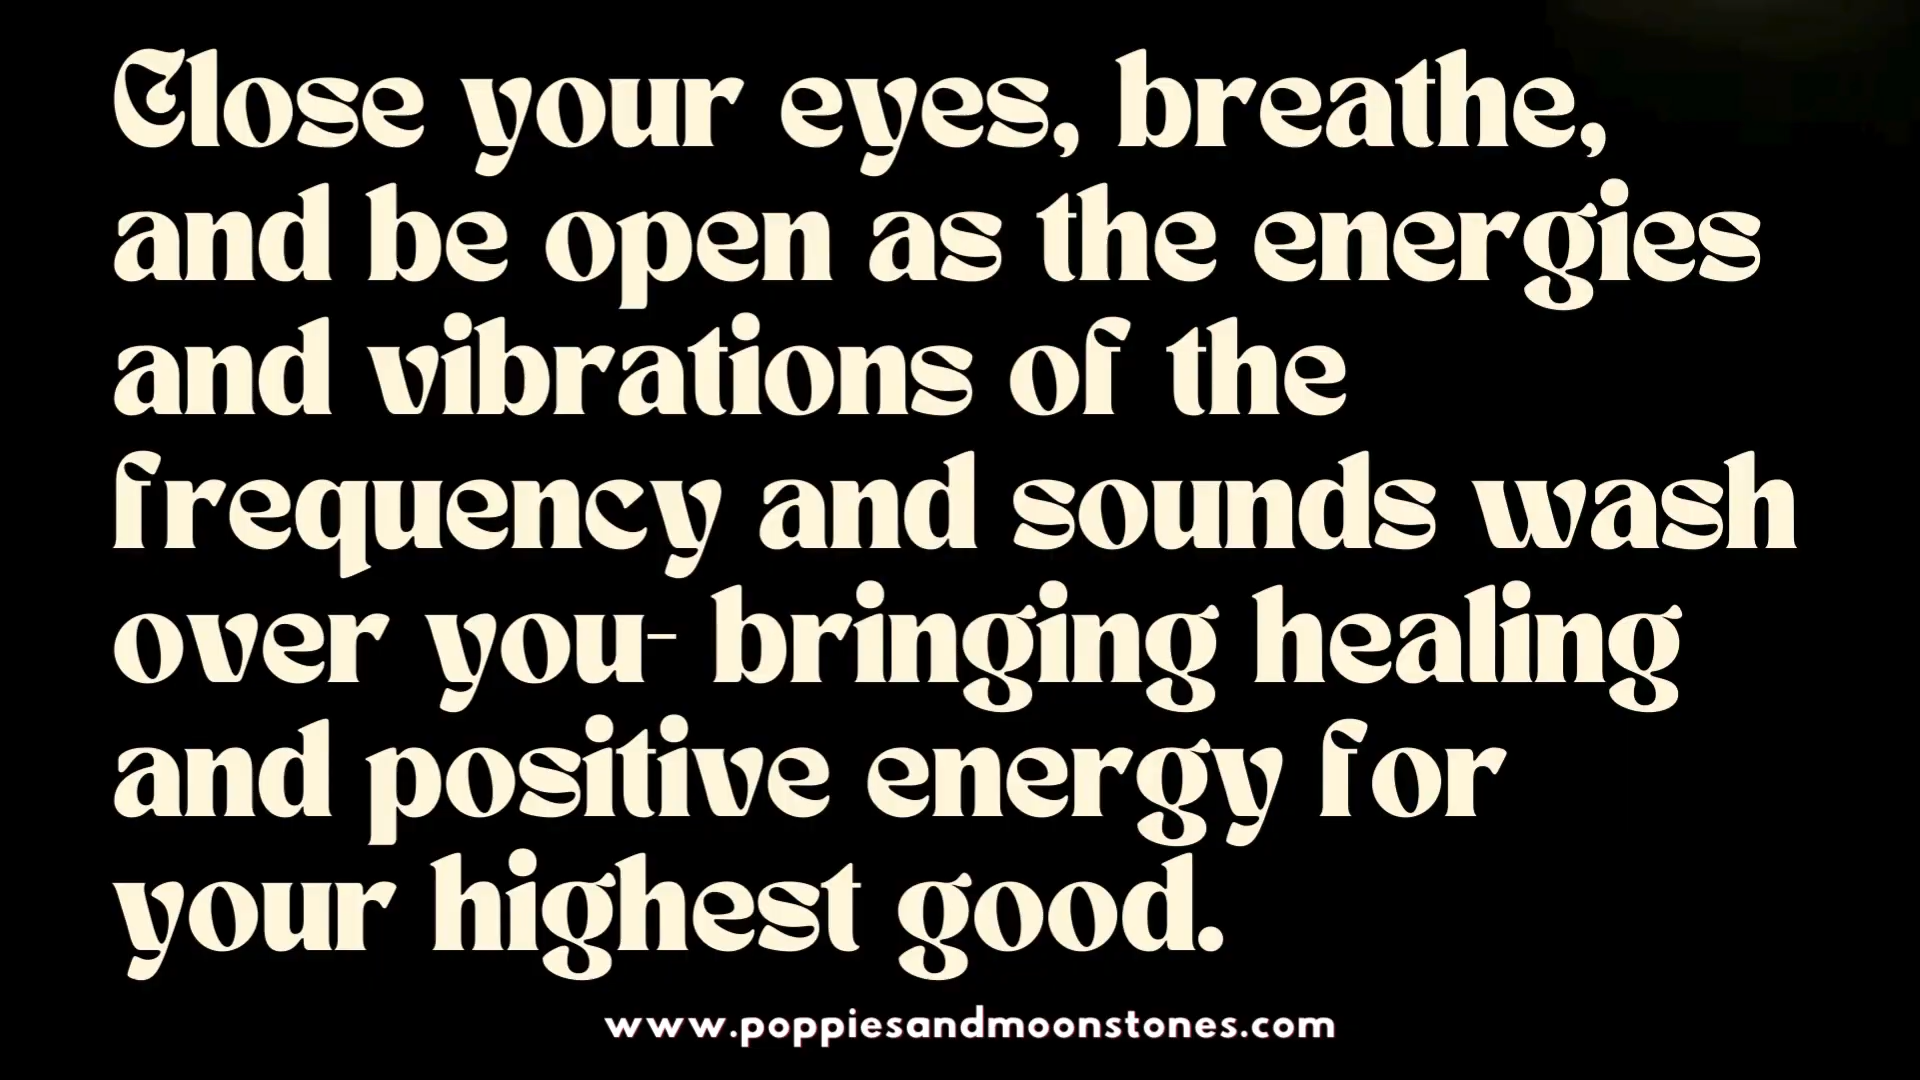 Close your eyes, breathe,
and be open as the energies
and vibrations of the
frequency and sounds wash
over you- bringing healing
and positive energy for
your highest good.
www.poppiesandmoonstones.com